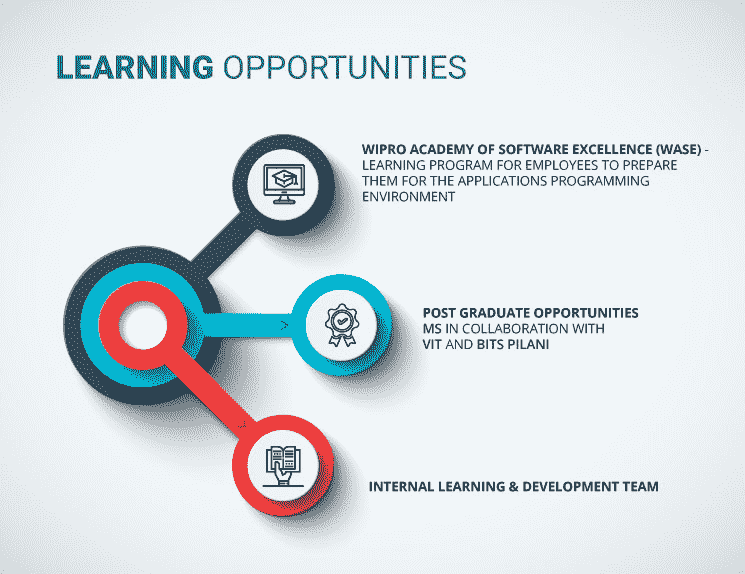 LEARNING OPPORTUNITIES
WIPRO ACADEMY OF SOFTWARE EXCELLENCE (WASE) -
LEARNING PROGRAM FOR EMPLOYEES TO PREPARE
THEM FOR THE APPLICATIONS PROGRAMMING
ENVIRONMENT
POST GRADUATE OPPORTUNITIES
MS IN COLLABORATION WITH
VIT AND BITS PILANI
INTERNAL LEARNING & DEVELOPMENT TEAM